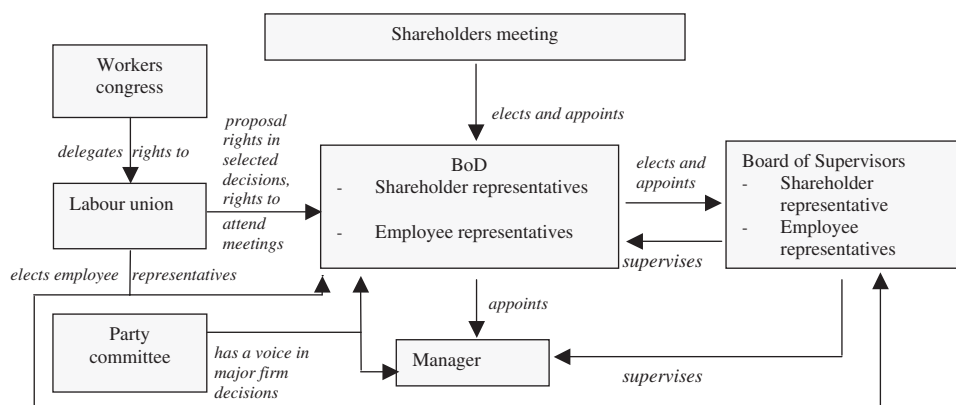 Shareholders meeting
Workers
congress
elects and appoints
delegates rights to
proposal
rights in
selected
decisions,
rights to
attend
meetings
Labour union
BoD
- Shareholder representatives
- Employee representatives
elects and
appoints
supervises
Board of Supervisors
- Shareholder
representative
- Employee
representatives
elects employee representatives
appoints
Party
committee
has a voice in
major firm
decisions
Manager
supervises